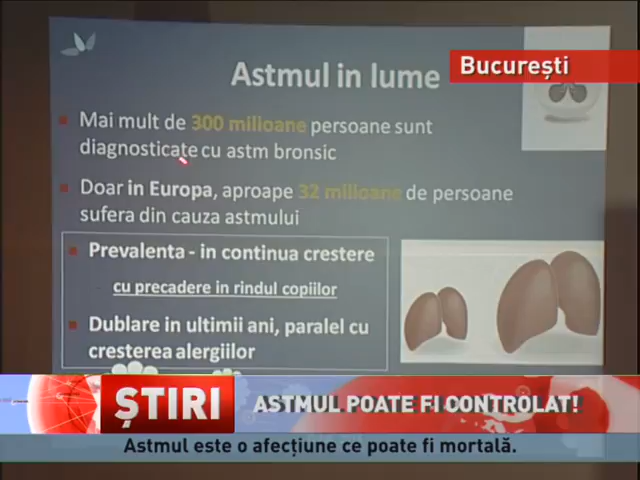 București
Astmul in lume
Mai mult de 300 milioane persoane sunt
diagnosticate cu astm bronsic
Doar in Europa, aproape 32 milioane de persoane
sufera din cauza astmului
Prevalenta - in continua crestere
cu precadere in rindul copiilor
Dublare in ultimii ani, paralel cu
cresterea alergiilor
ȘTIRI
ASTMUL POATE FI CONTROLAT!
Astmul este o afecțiune ce poate fi mortală.